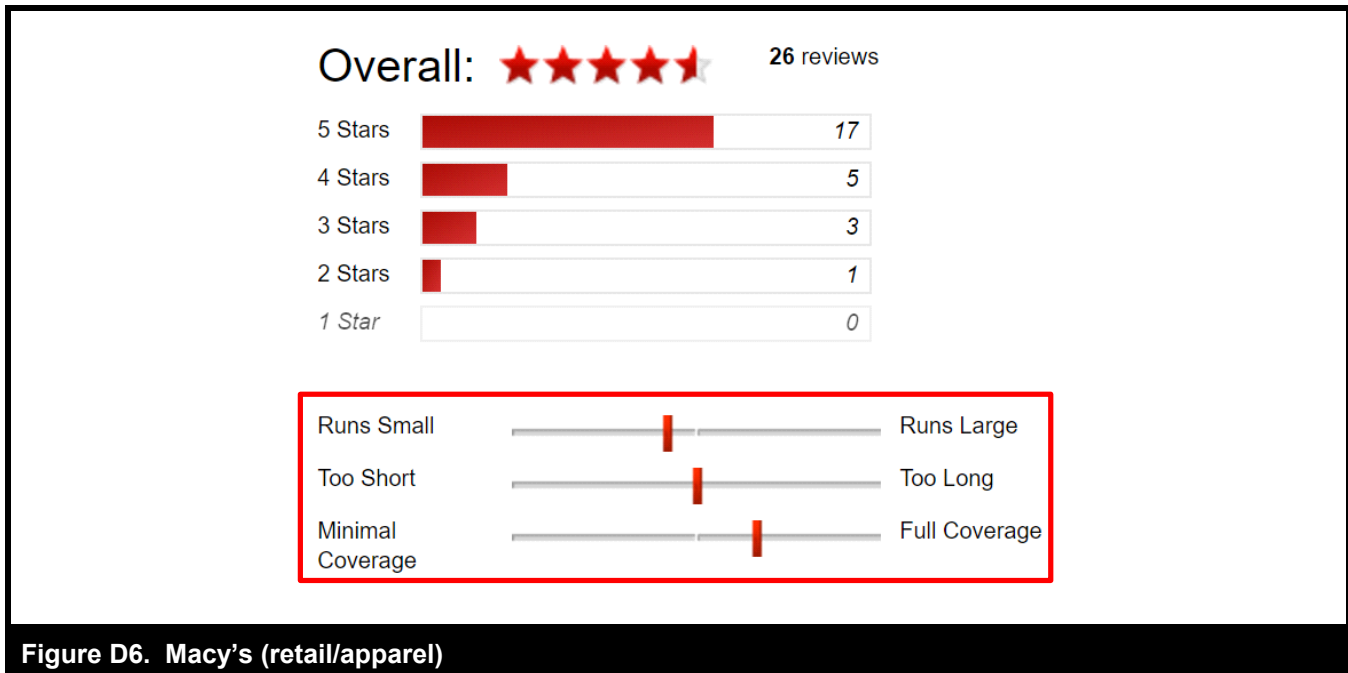 Overall: 26 reviews
5 Stars 17
4 Stars 5
3 Stars 3
2 Stars 1
1 Star 0
Runs Small Runs Large
Too Short Too Long
Minimal Full Coverage
Coverage
Figure D6. Macy's (retail/apparel)